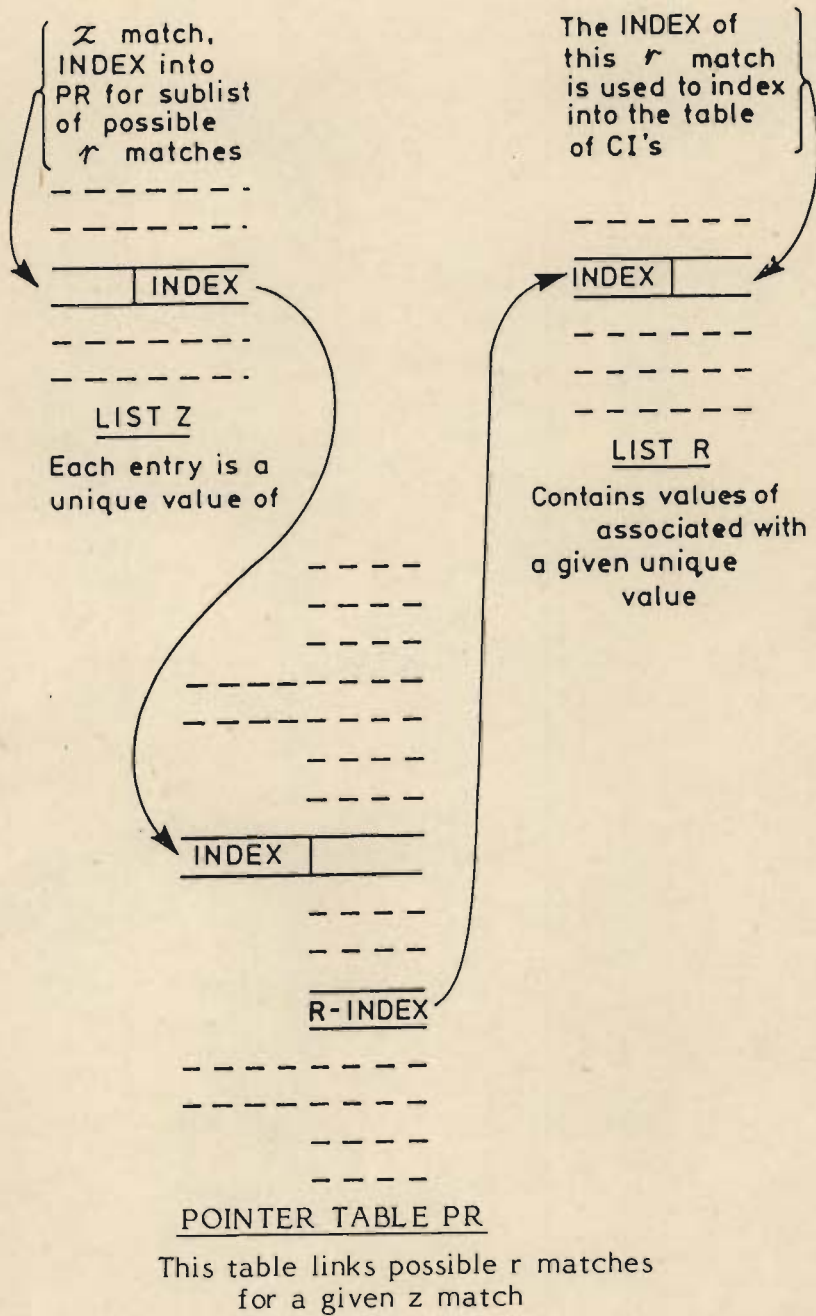 z match,
INDEX into
PR for sublist
of possible
r matches
INDEX
LIST Z
Each entry is a
unique value of
The INDEX of
this r match
is used to index
into the table
of CI's
INDEX
LIST R
Contains values of
associated with
a given unique
value
INDEX
R-INDEX
POINTER TABLE PR
This table links possible r matches
for a given z match